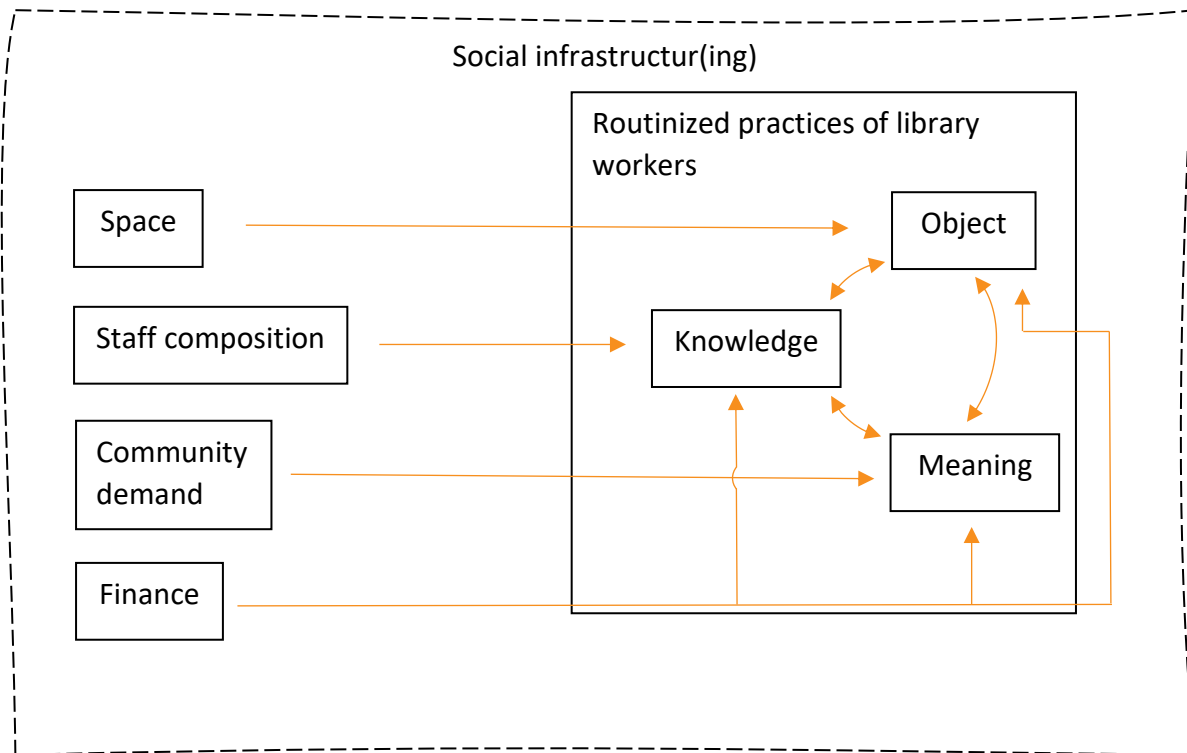 Social infrastructur(ing)
Routinized practices of library
workers
Space
Object
Staff composition
Knowledge
Community
demand
Meaning
Finance